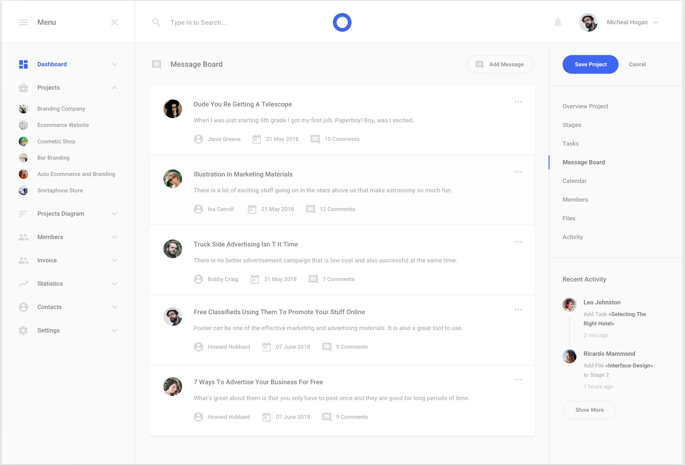 Menu
Type in to Search...
Micheal Hogan
Dashboard
Projects
Branding Company
Ecommerce Website
Cosmetic Shop
Bar Branding
Auto Ecommerce and Branding
Smrtaphone Store
Projects Diagram
Members
Invoice
Statistics
Contacts
Settings
Message Board
Add Message
Dude You Re Getting A Telescope
When I was just starting 6th grade I got my first job. Paperboy! Boy, was I excited.
Janie Greene
21 May 2018
15 Comments
Illustration In Marketing Materials
There is a lot of exciting stuff going on in the stars above us that make astronomy so much fun.
Ina Carroll
21 May 2018
12 Comments
Truck Side Advertising Isn T It Time
There is no better advertisement campaign that is low cost and also successful at the same time.
Bobby Craig
21 May 2018
7 Comments
Free Classifieds Using Them To Promote Your Stuff Online
Poster can be one of the effective marketing and advertising materials. It is also a great tool to use.
Howard Hubbard
07 June 2018
9 Comments
7 Ways To Advertise Your Business For Free
What's great about them is that you only have to post once and they are good for long periods of time.
Howard Hubbard
07 June 2018
9 Comments
Save Project
Cancel
Overview Project
Stages
Tasks
Message Board
Calendar
Members
Files
Activity
Recent Activity
Leo Johnston
Add Task «Selecting The
Right Hotel»
2 min ago
Ricardo Mammond
Add File «Interface-Design»
to Stage 2
1 hours ago
Show More